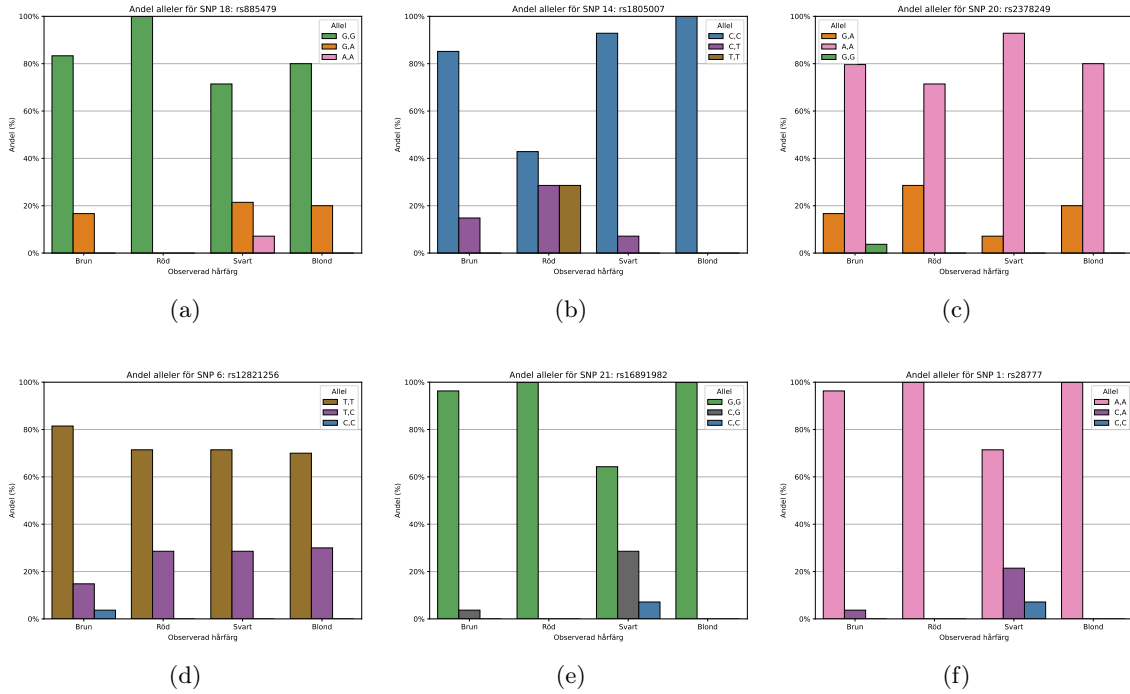 Andel alleler för SNP 18: rs885479
Allel
G,G
G,A
A,A
100%
80%
60%
40%
20%
0%
Andel (%)
Brun Röd Svart Blond
Observerad hårfärg
(a)
Andel alleler för SNP 14: rs1805007
Allel
C,C
C,T
T,T
100%
80%
60%
40%
20%
0%
Andel (%)
Brun Röd Svart Blond
Observerad hårfärg
(b)
Andel alleler för SNP 20: rs2378249
Allel
G,A
A,A
G,G
100%
80%
60%
40%
20%
0%
Andel (%)
Brun Röd Svart Blond
Observerad hårfärg
(c)
Andel alleler för SNP 6: rs12821256
Allel
T,T
T,C
C,C
100%
80%
60%
40%
20%
0%
Andel (%)
Brun Röd Svart Blond
Observerad hårfärg
(d)
Andel alleler för SNP 21: rs16891982
Allel
G,G
C,G
C,C
100%
80%
60%
40%
20%
0%
Andel (%)
Brun Röd Svart Blond
Observerad hårfärg
(e)
Andel alleler för SNP 1: rs28777
Allel
A,A
C,A
C,C
100%
80%
60%
40%
20%
0%
Andel (%)
Brun Röd Svart Blond
Observerad hårfärg
(f)